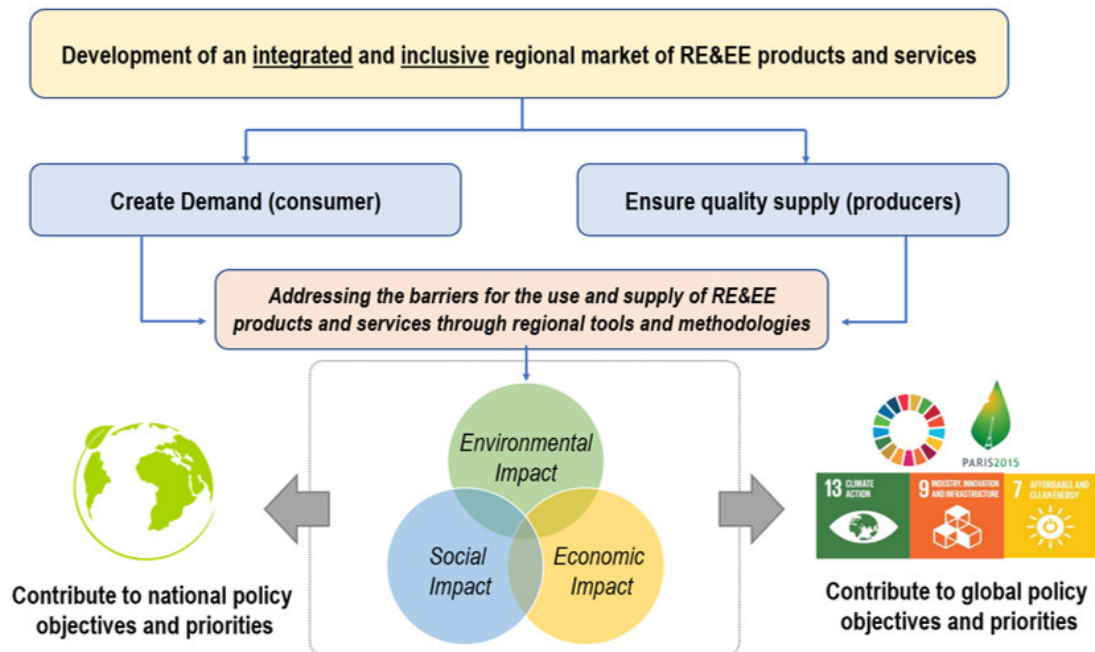 Development of an integrated and inclusive regional market of RE&EE products and services
Create Demand (consumer)
Ensure quality supply (producers)
Addressing the barriers for the use and supply of RE&EE
products and services through regional tools and methodologies
Environmental
Impact
Social
Impact
Economic
Impact
Contribute to national policy
objectives and priorities
PARIS2015
13 CLIMATE
ACTION
9 INDUSTRY, INNOVATION
AND INFRASTRUCTURE
7 AFFORDABLE AND
CLEAN ENERGY
Contribute to global policy
objectives and priorities